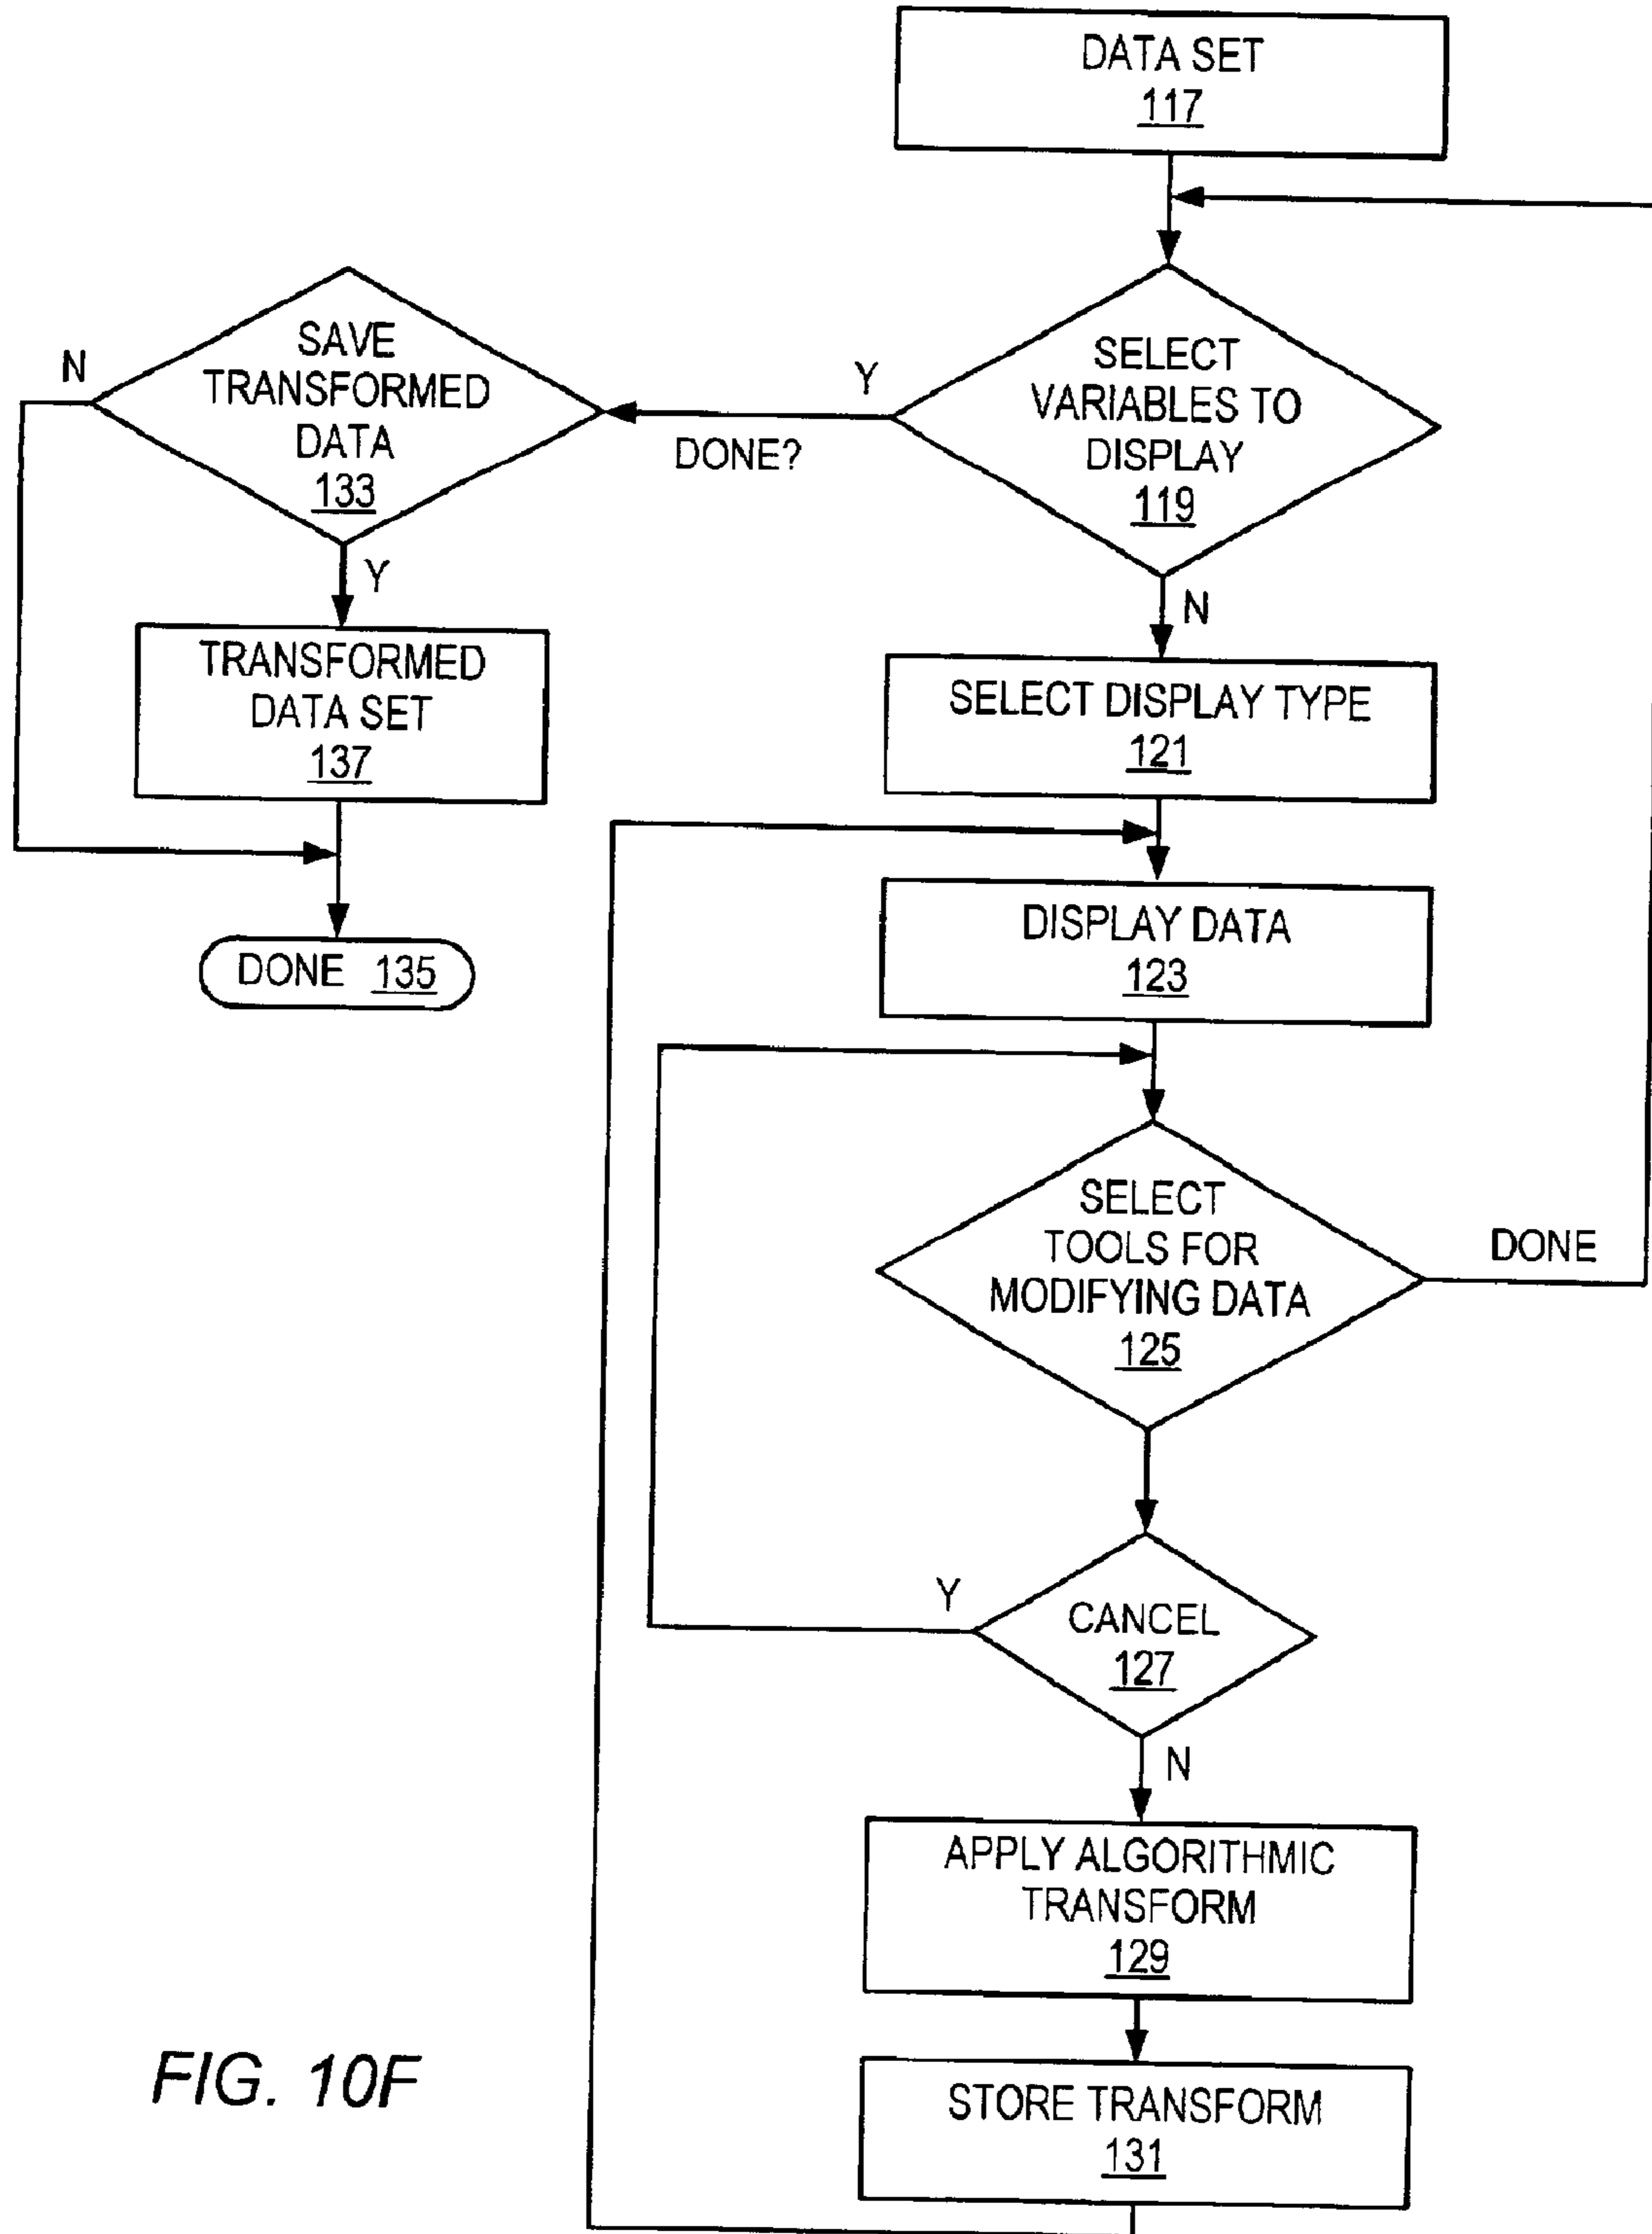 DATA SET
117
SELECT
VARIABLES TO
DISPLAY
119
Y
DONE?
N
SAVE
TRANSFORMED
DATA
133
N
Y
TRANSFORMED
DATA SET
137
DONE 135
SELECT DISPLAY TYPE
121
DISPLAY DATA
123
SELECT
TOOLS FOR
MODIFYING DATA
125
DONE
CANCEL
127
Y
N
APPLY ALGORITHMIC
TRANSFORM
129
STORE TRANSFORM
131
FIG. 10F